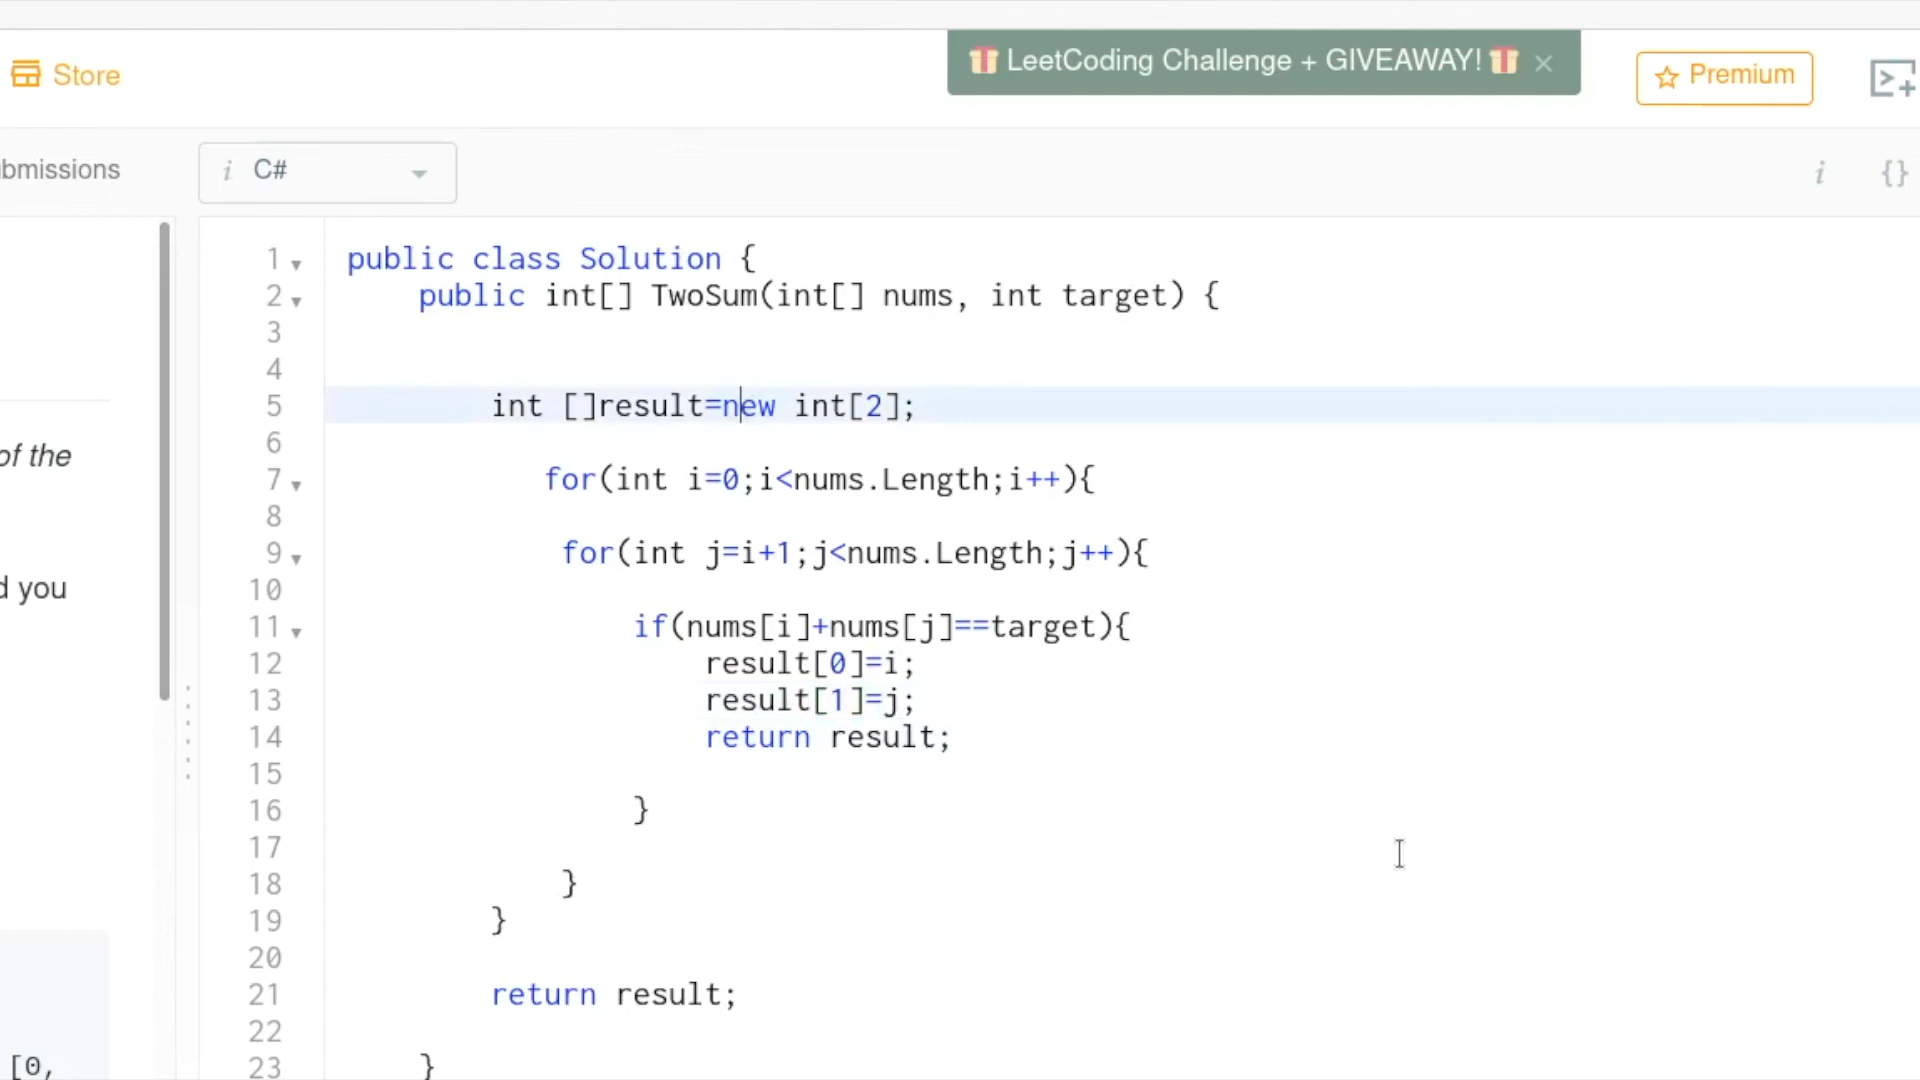 Store
LeetCoding Challenge + GIVEAWAY! ×
Premium
bmissions
i C#
i {}
of the
d you
[0,
1 public class Solution {
2 public int[] TwoSum(int[] nums, int target) {
3
4
5 int []result=new int[2];
6
7 for(int i=0;i<nums.Length;i++){
8
9 for(int j=i+1;j<nums.Length;j++){
10
11 if(nums[i]+nums[j]==target){
12 result[0]=i;
13 result[1]=j;
14 return result;
15
16 }
17
18 }
19 }
20
21 return result;
22
23 }